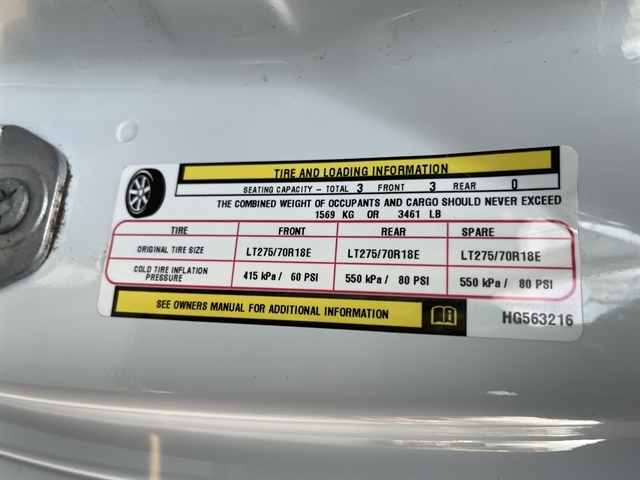 TIRE AND LOADING INFORMATION
SEATING CAPACITY – TOTAL 3 FRONT 3 REAR 0
THE COMBINED WEIGHT OF OCCUPANTS AND CARGO SHOULD NEVER EXCEED
1569 KG OR 3461 LB
TIRE FRONT REAR SPARE
ORIGINAL TIRE SIZE LT275/70R18E LT275/70R18E LT275/70R18E
COLD TIRE INFLATION PRESSURE 415 kPa / 60 PSI 550 kPa / 80 PSI 550 kPa / 80 PSI
SEE OWNERS MANUAL FOR ADDITIONAL INFORMATION
HG563216